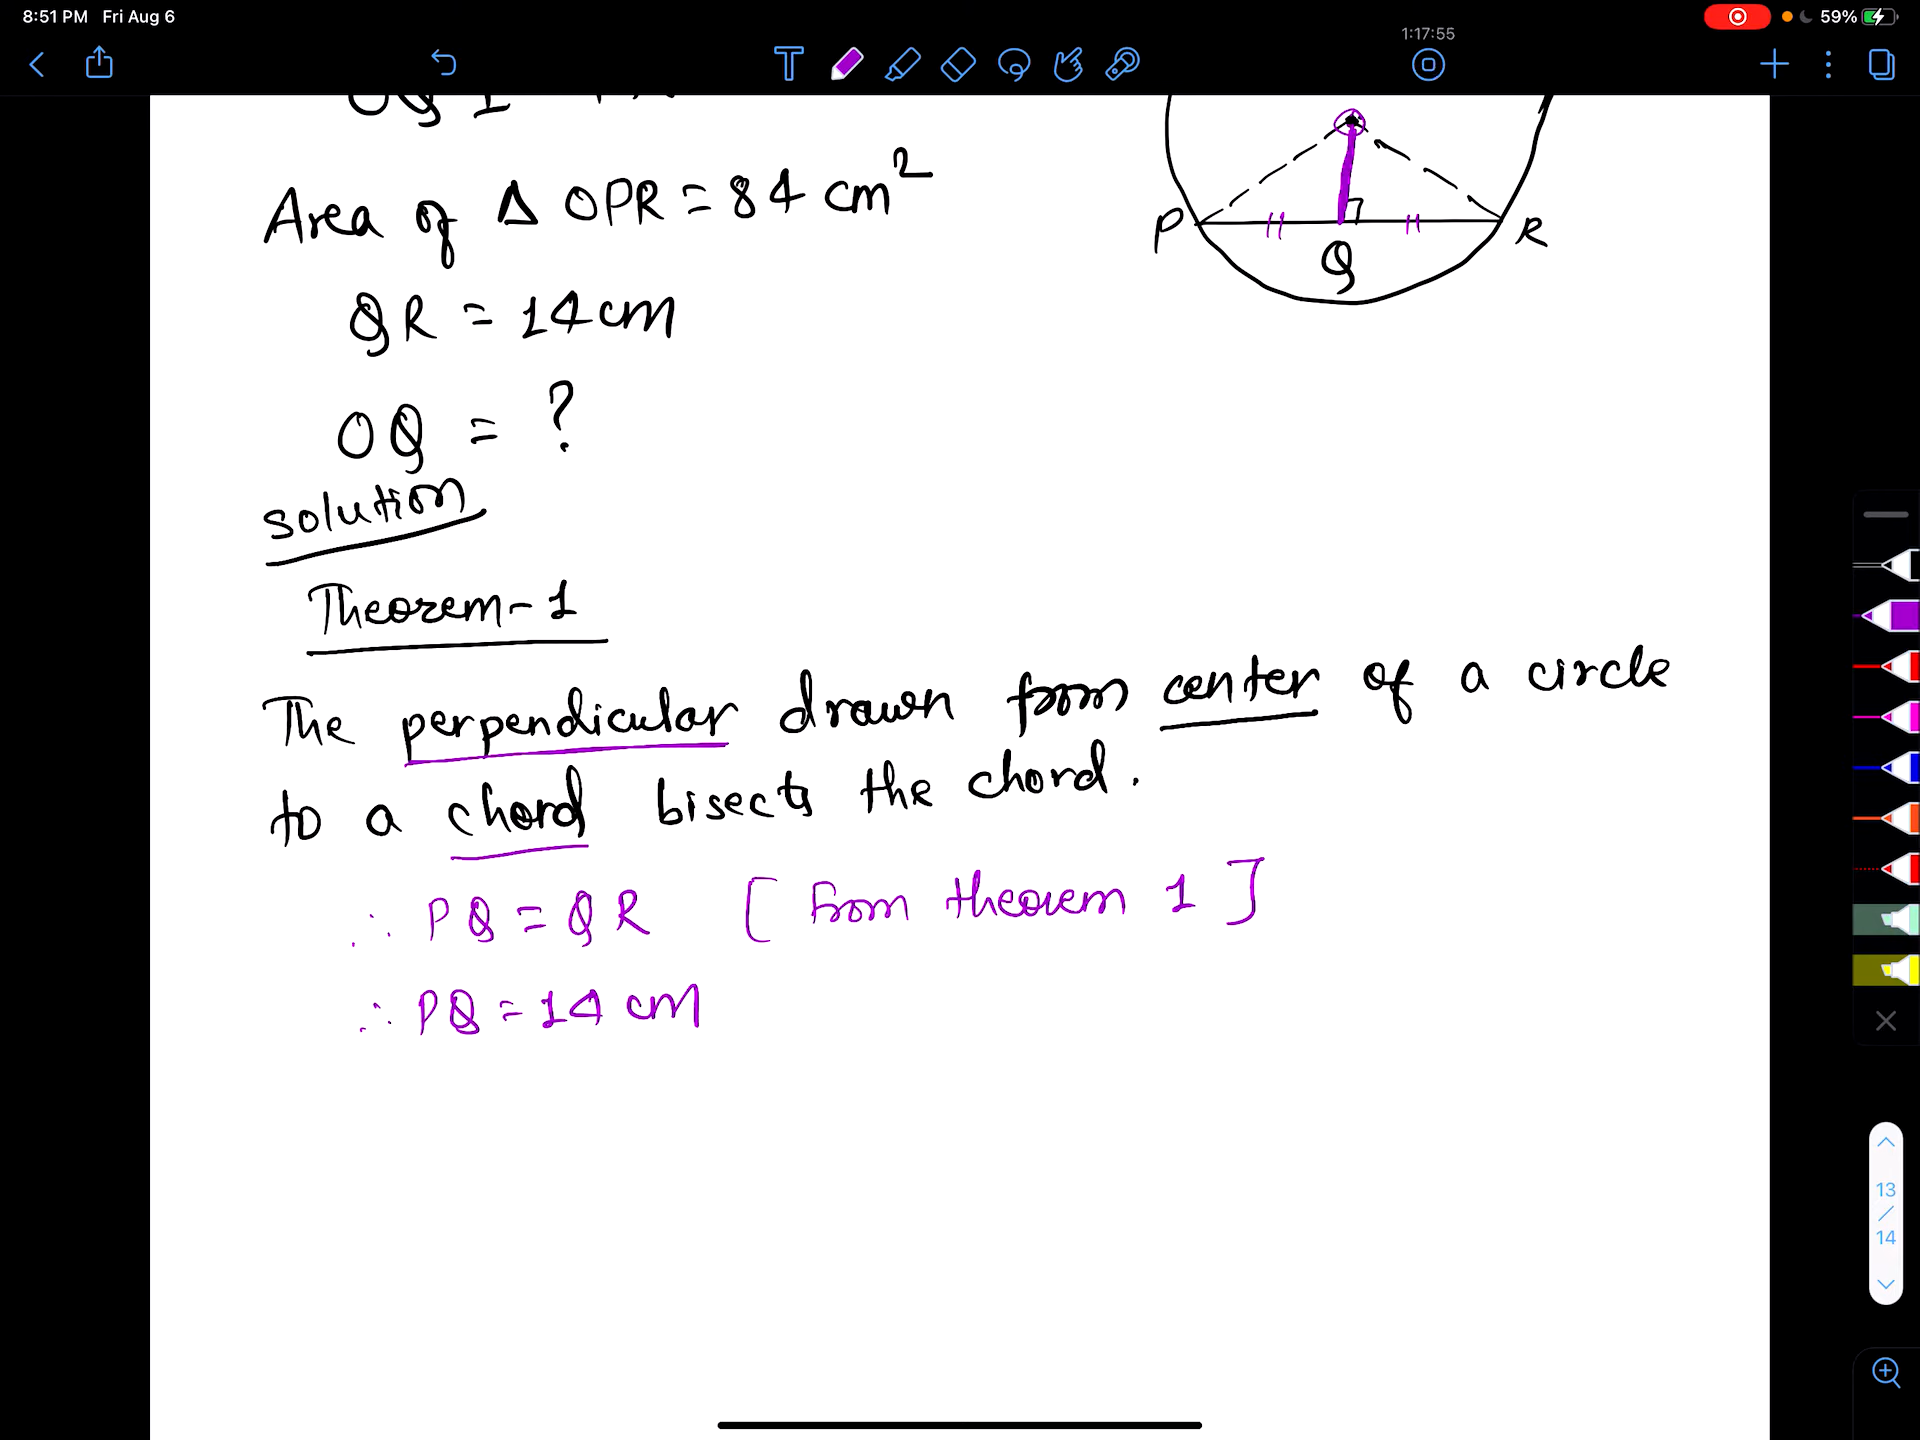 8:51 PM Fri Aug 6
59%
1:17:55
Area of Δ OPR = 84 cm²
P
R
Q
QR = 14 cm
OQ = ?
solution
Theorem-1
The perpendicular drawn from center of a circle
to a chord bisects the chord.
∴ PQ = QR [ from theorem 1 ]
∴ PQ = 14 cm
13
/
14